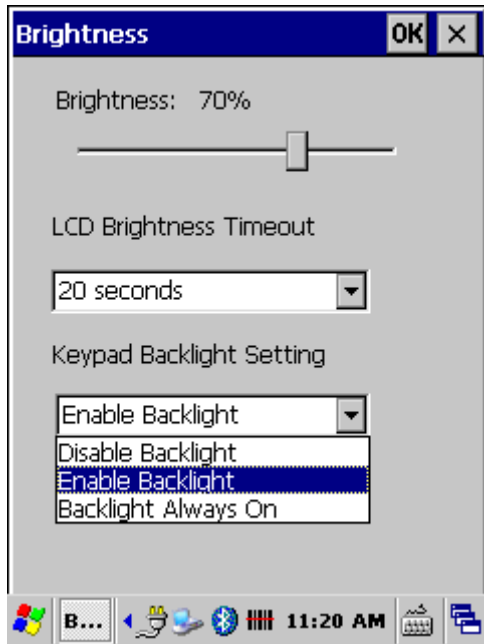 Brightness OK ×
Brightness: 70%
LCD Brightness Timeout
20 seconds
Keypad Backlight Setting
Enable Backlight
Disable Backlight
Enable Backlight
Backlight Always On
B... 11:20 AM